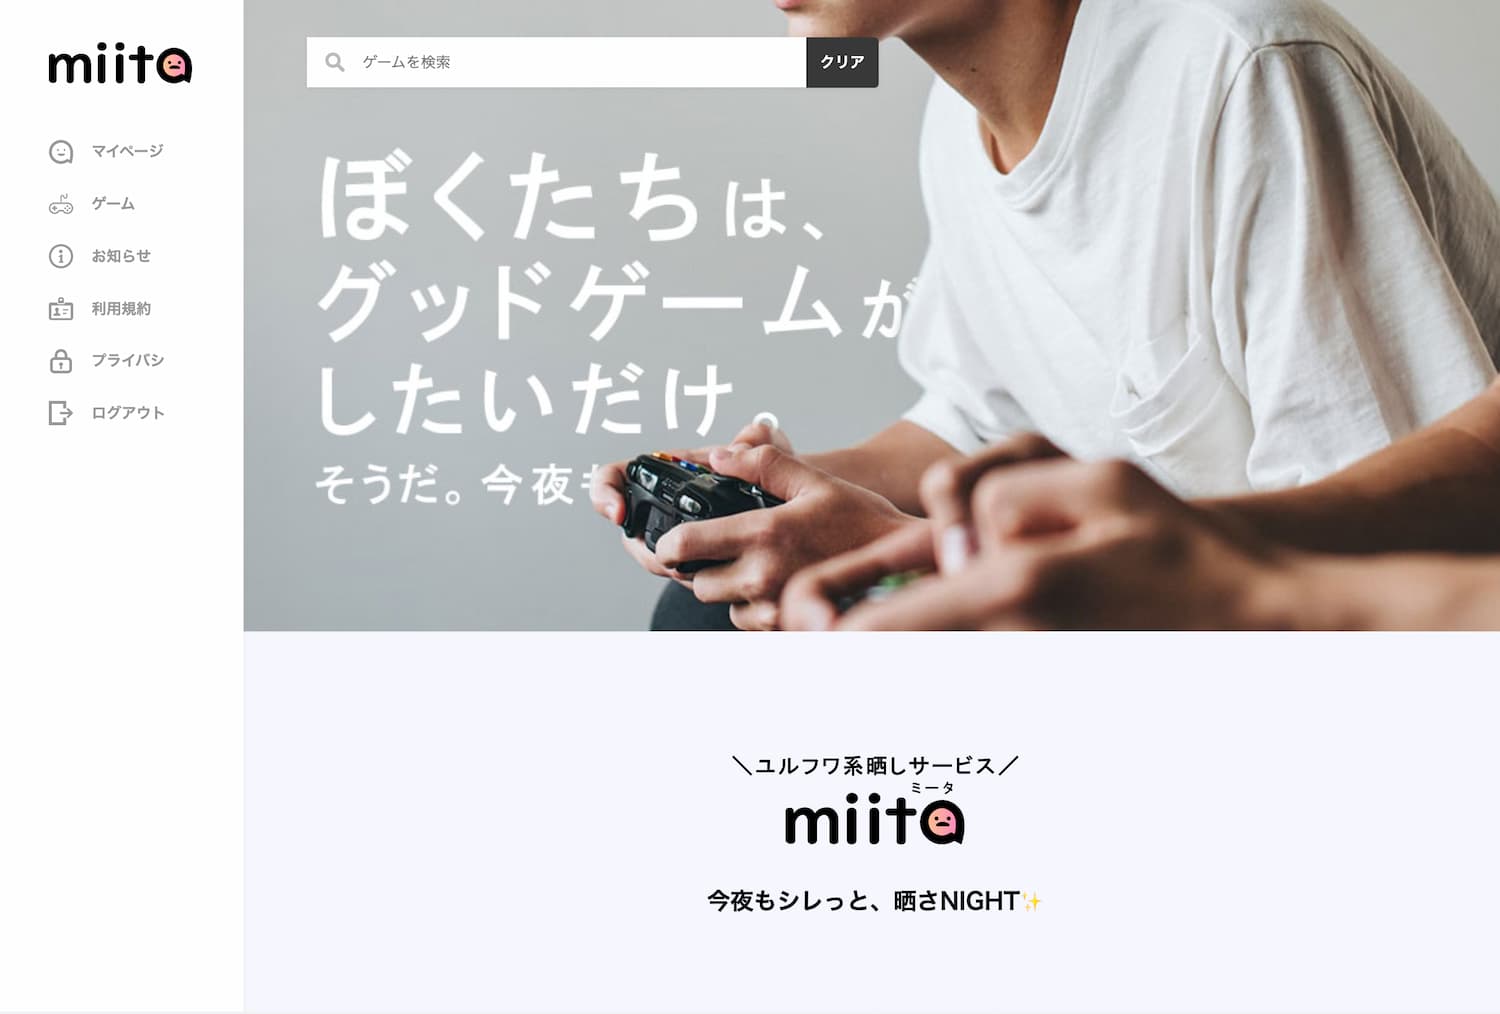 miita
マイページ
ゲーム
お知らせ
利用規約
プライバシ
ログアウト
ゲームを検索
クリア
ぼくたちは、
グッドゲームが
したいだけ。
そうだ。今夜も
＼ユルフワ系晒しサービス／
ミータ
miita
今夜もシレっと、晒さNIGHT✨